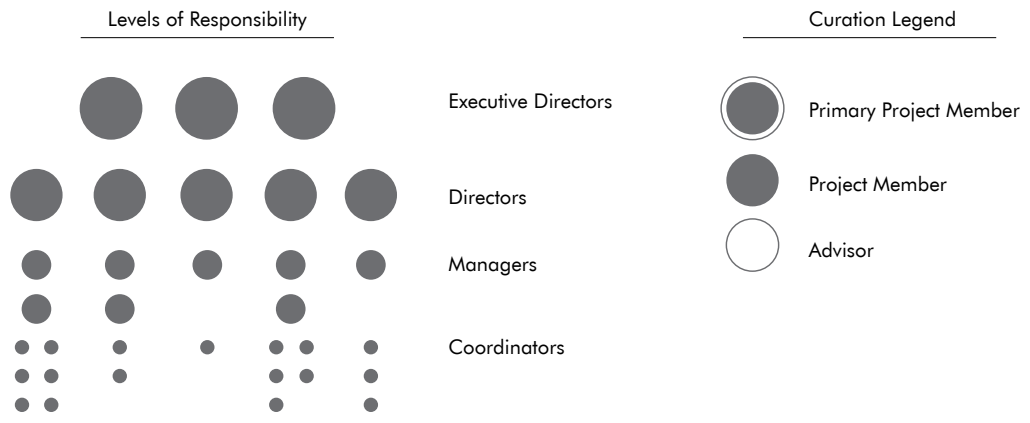 Levels of Responsibility
Executive Directors
Directors
Managers
Coordinators
Curation Legend
Primary Project Member
Project Member
Advisor